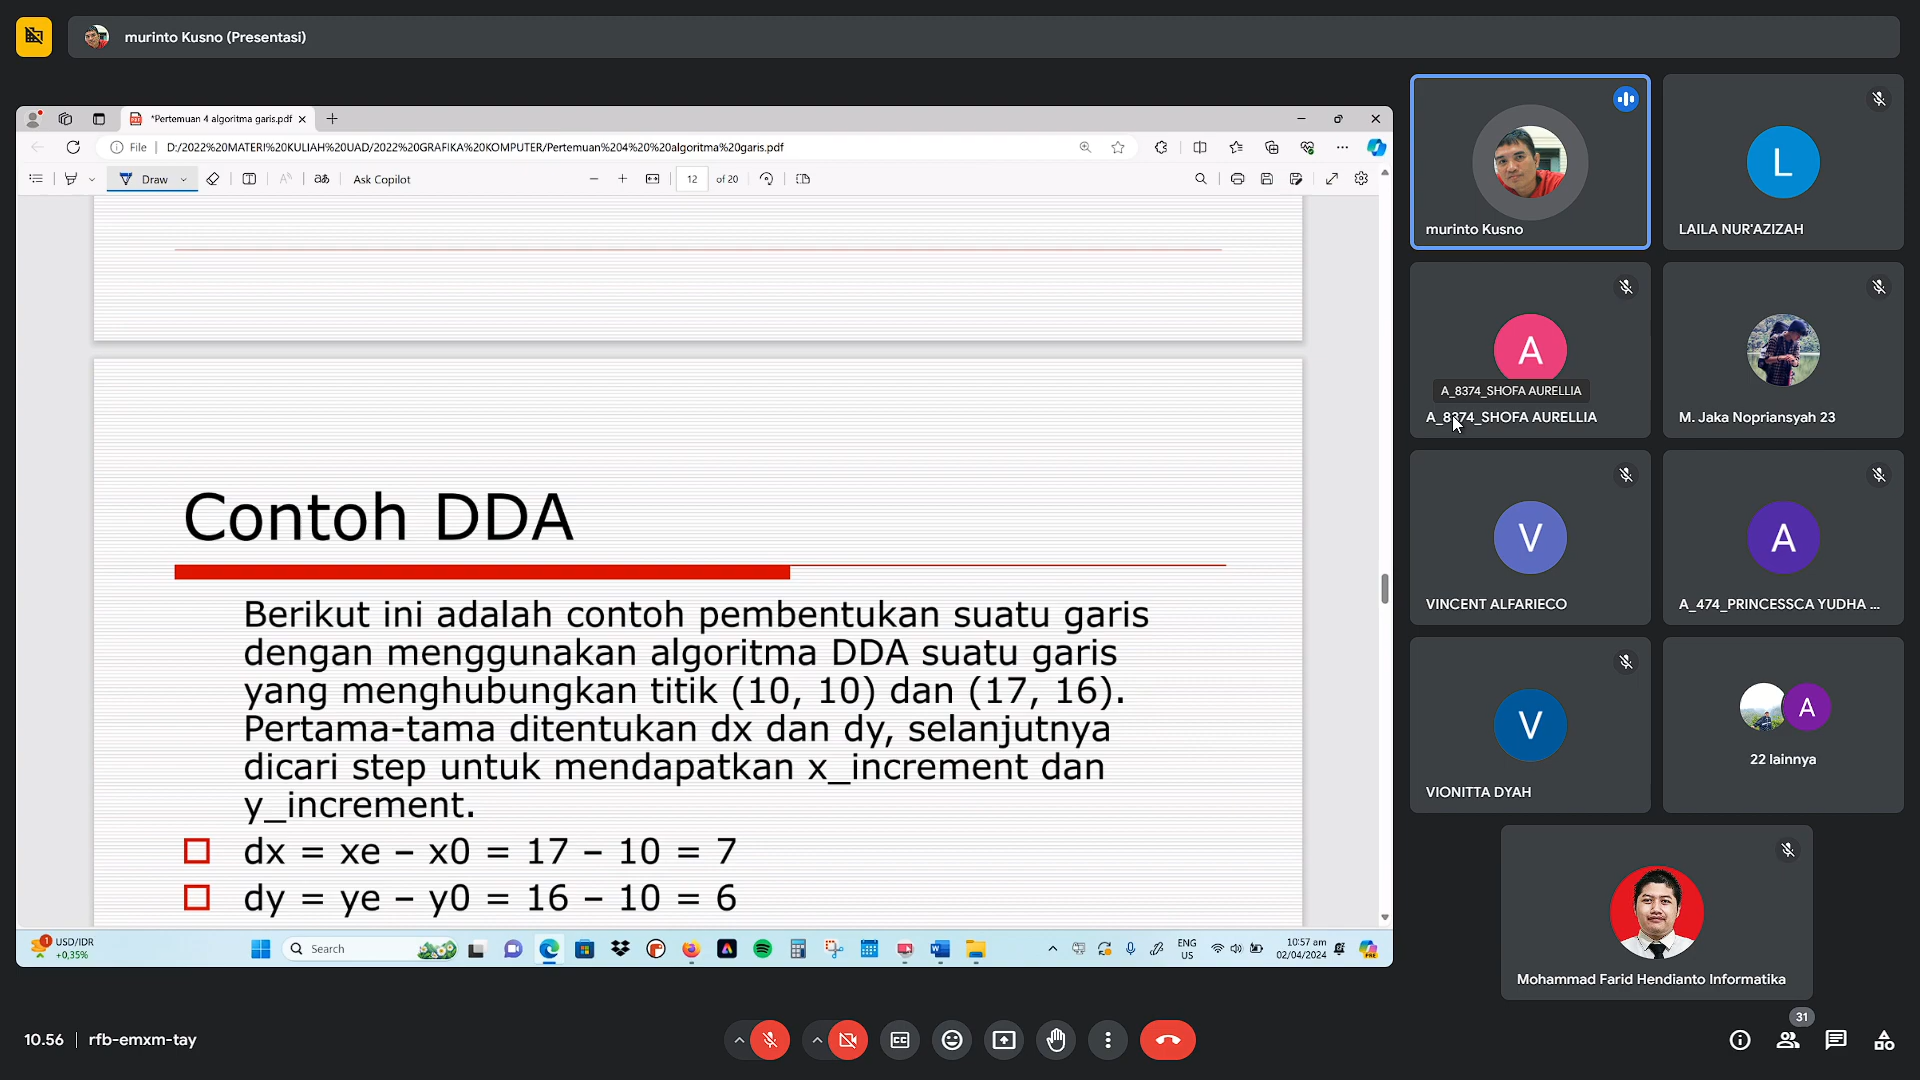 murinto Kusno (Presentasi)
*Pertemuan 4 algoritma garis.pdf
File | D:/2022%20MATERI%20KULIAH%20UAD/2022%20GRAFIKA%20KOMPUTER/Pertemuan%204%20%20algoritma%20garis.pdf
Draw
Ask Copilot
12 of 20
Contoh DDA
Berikut ini adalah contoh pembentukan suatu garis
dengan menggunakan algoritma DDA suatu garis
yang menghubungkan titik (10, 10) dan (17, 16).
Pertama-tama ditentukan dx dan dy, selanjutnya
dicari step untuk mendapatkan x_increment dan
y_increment.
dx = xe – x0 = 17 – 10 = 7
dy = ye – y0 = 16 – 10 = 6
1
USD/IDR
+0,35%
Search
ENG
US
10:57 am
02/04/2024
murinto Kusno
L
LAILA NUR'AZIZAH
A
A_8374_SHOFA AURELLIA
A_8374_SHOFA AURELLIA
M. Jaka Nopriansyah 23
V
VINCENT ALFARIECO
A
A_474_PRINCESSCA YUDHA ...
V
VIONITTA DYAH
A
22 lainnya
Mohammad Farid Hendianto Informatika
10.56 | rfb-emxm-tay
31